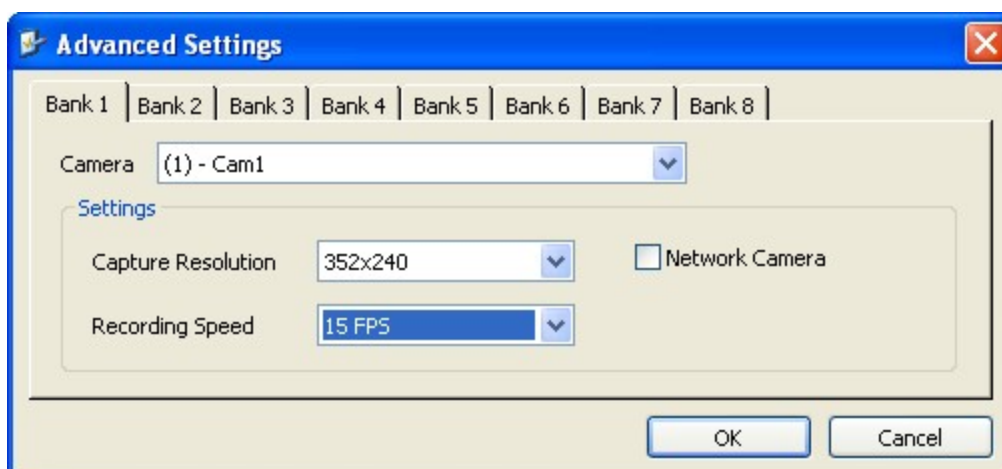 Advanced Settings
Bank 1 Bank 2 Bank 3 Bank 4 Bank 5 Bank 6 Bank 7 Bank 8
Camera (1) - Cam1
Settings
Capture Resolution 352x240 Network Camera
Recording Speed 15 FPS
OK Cancel